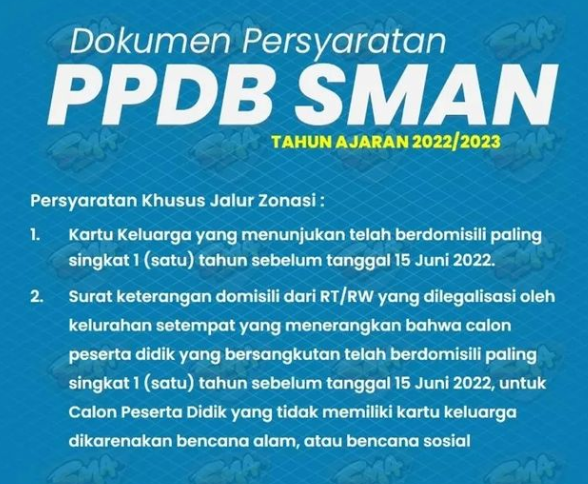 Dokumen Persyaratan
PPDB SMAN
TAHUN AJARAN 2022/2023
Persyaratan Khusus Jalur Zonasi :
1. Kartu Keluarga yang menunjukan telah berdomisili paling
singkat 1 (satu) tahun sebelum tanggal 15 Juni 2022.
2. Surat keterangan domisili dari RT/RW yang dilegalisasi oleh
kelurahan setempat yang menerangkan bahwa calon
peserta didik yang bersangkutan telah berdomisili paling
singkat 1 (satu) tahun sebelum tanggal 15 Juni 2022, untuk
Calon Peserta Didik yang tidak memiliki kartu keluarga
dikarenakan bencana alam, atau bencana sosial